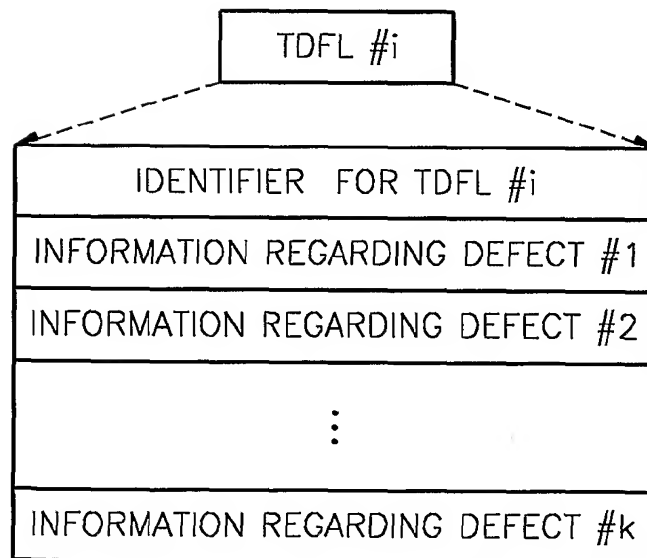 TDFL #i
IDENTIFIER FOR TDFL #i
INFORMATION REGARDING DEFECT #1
INFORMATION REGARDING DEFECT #2
⋮
INFORMATION REGARDING DEFECT #k